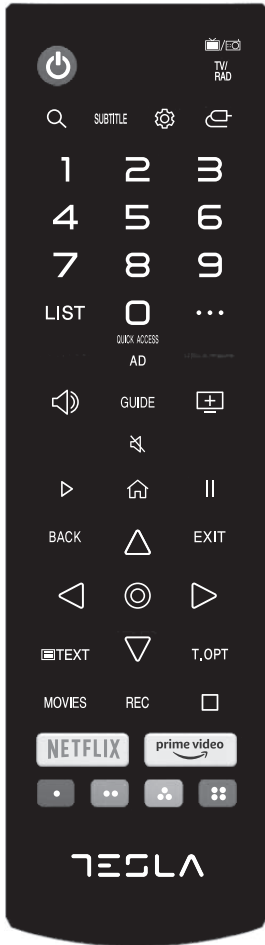 TV/
RAD
SUBTITLE
1 2 3
4 5 6
7 8 9
LIST 0 ...
QUICK ACCESS
AD
GUIDE
BACK EXIT
TEXT T.OPT
MOVIES REC
NETFLIX prime video
TESLA